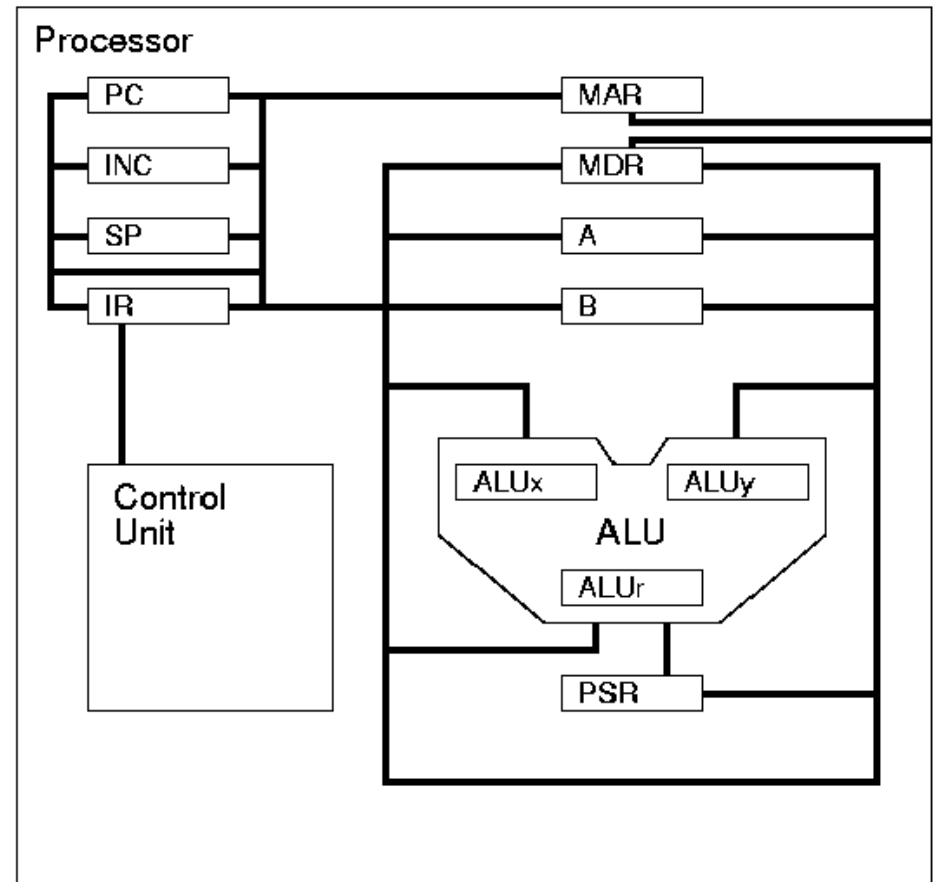 Processor
PC
MAR
INC
MDR
SP
A
IR
B
Control
Unit
ALUx
ALUy
ALU
ALUr
PSR